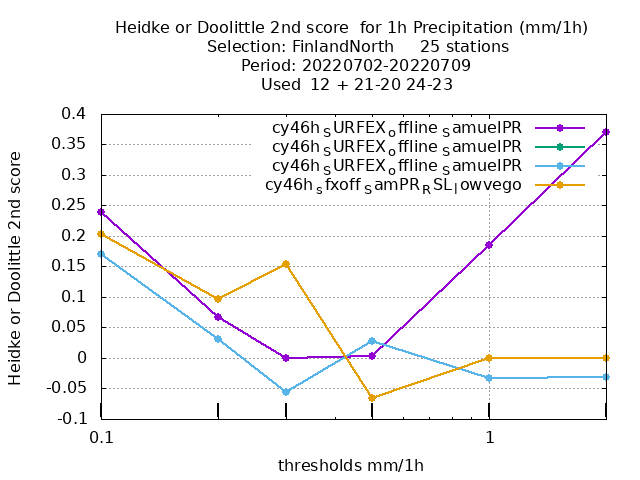 Heidke or Doolittle 2nd score  for 1h Precipitation (mm/1h)
Selection: FinlandNorth     25 stations
Period: 20220702-20220709
Used  12 + 21-20 24-23
Heidke or Doolittle 2nd score
0.4
0.35
0.3
0.25
0.2
0.15
0.1
0.05
0
-0.05
-0.1
cy46h_SURFEX_offline_SamuelPR
cy46h_SURFEX_offline_SamuelPR
cy46h_SURFEX_offline_SamuelPR
cy46h_sfxoff_SamPR_RSL_lowvego
0.1
1
thresholds mm/1h